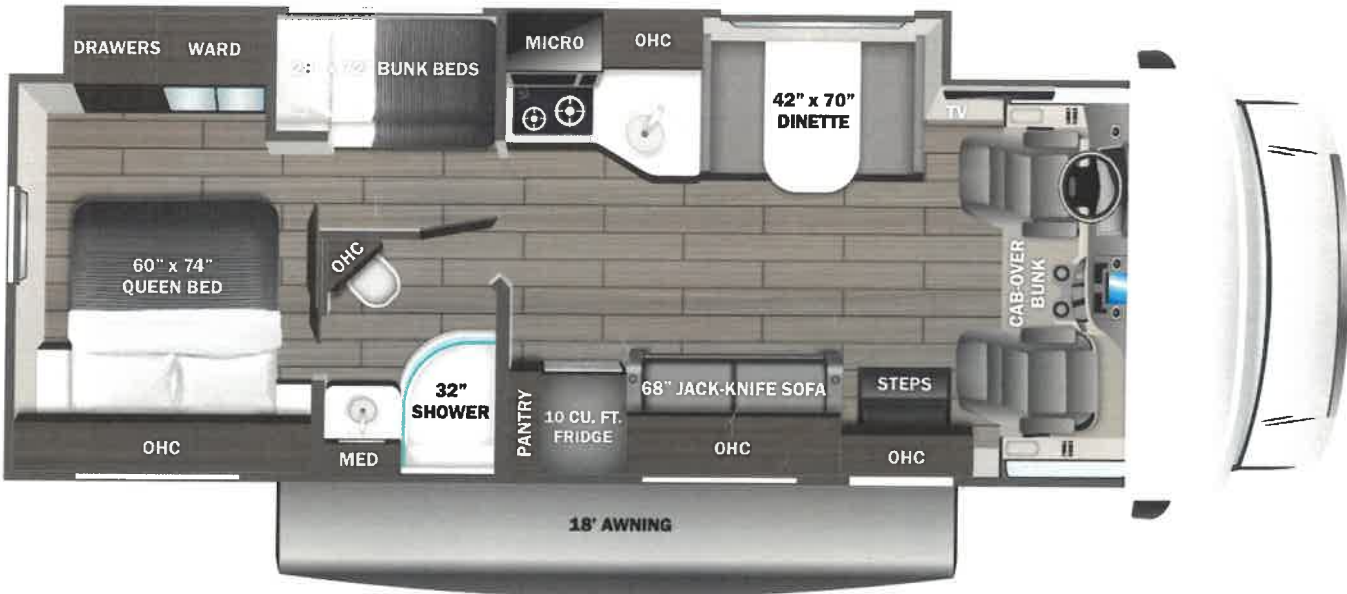 DRAWERS
WARD
BUNK BEDS
MICRO
OHC
42" x 70"
DINETTE
TV
60" x 74"
QUEEN BED
OHC
CAB-OVER
BUNK
32"
SHOWER
PANTRY
10 CU. FT.
FRIDGE
68" JACK-KNIFE SOFA
STEPS
OHC
MED
OHC
OHC
18' AWNING